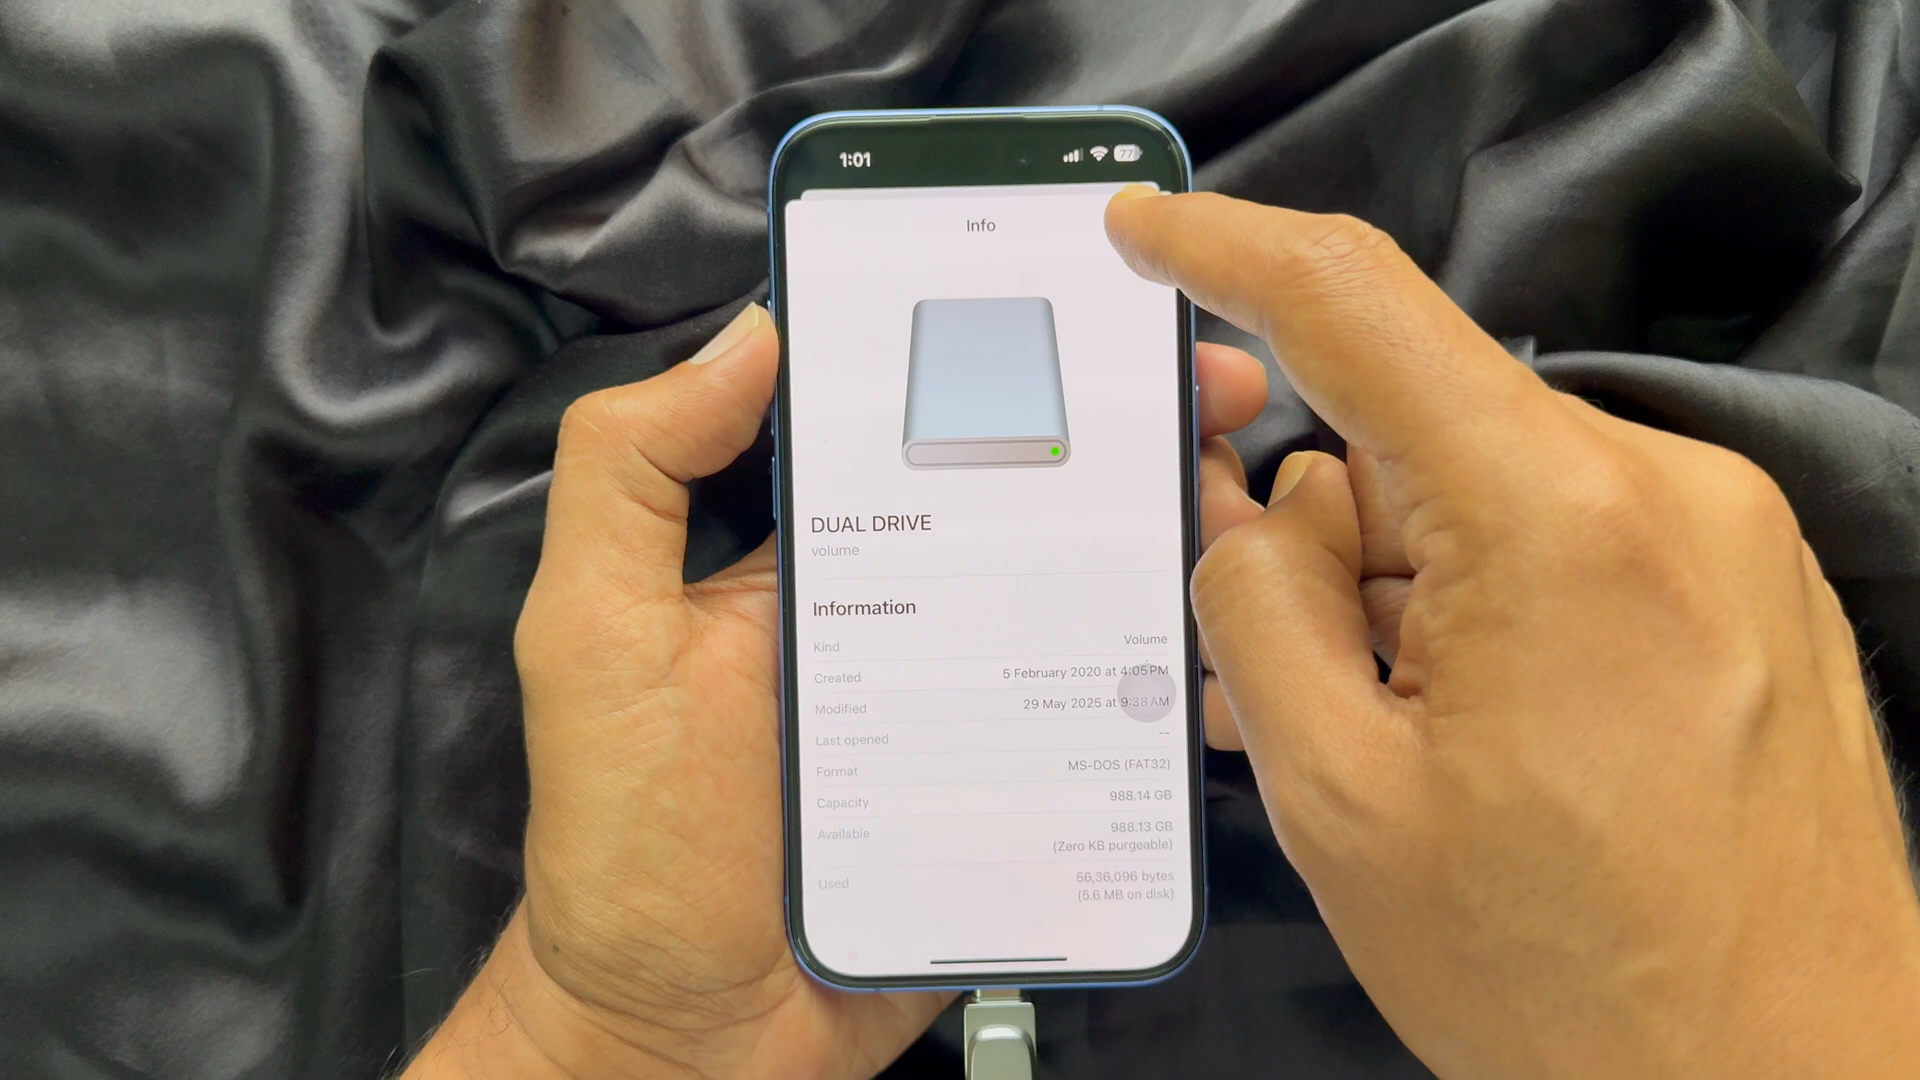 1:01
77
Info
DUAL DRIVE
volume
Information
Kind Volume
Created 5 February 2020 at 4:05 PM
Modified 29 May 2025 at 9:38 AM
Last opened --
Format MS-DOS (FAT32)
Capacity 988.14 GB
Available 988.13 GB
(Zero KB purgeable)
Used 56,36,096 bytes
(5.6 MB on disk)